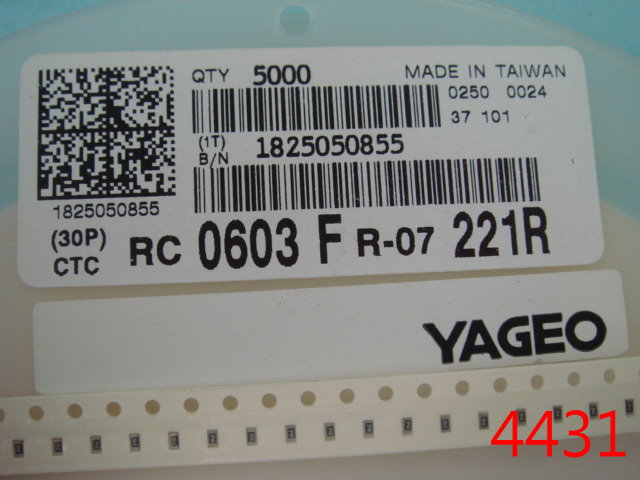 QTY 5000 MADE IN TAIWAN
0250 0024
37 101
(1T)
B/N 1825050855
1825050855
(30P)
CTC RC 0603 F R-07 221R
YAGEO
4431